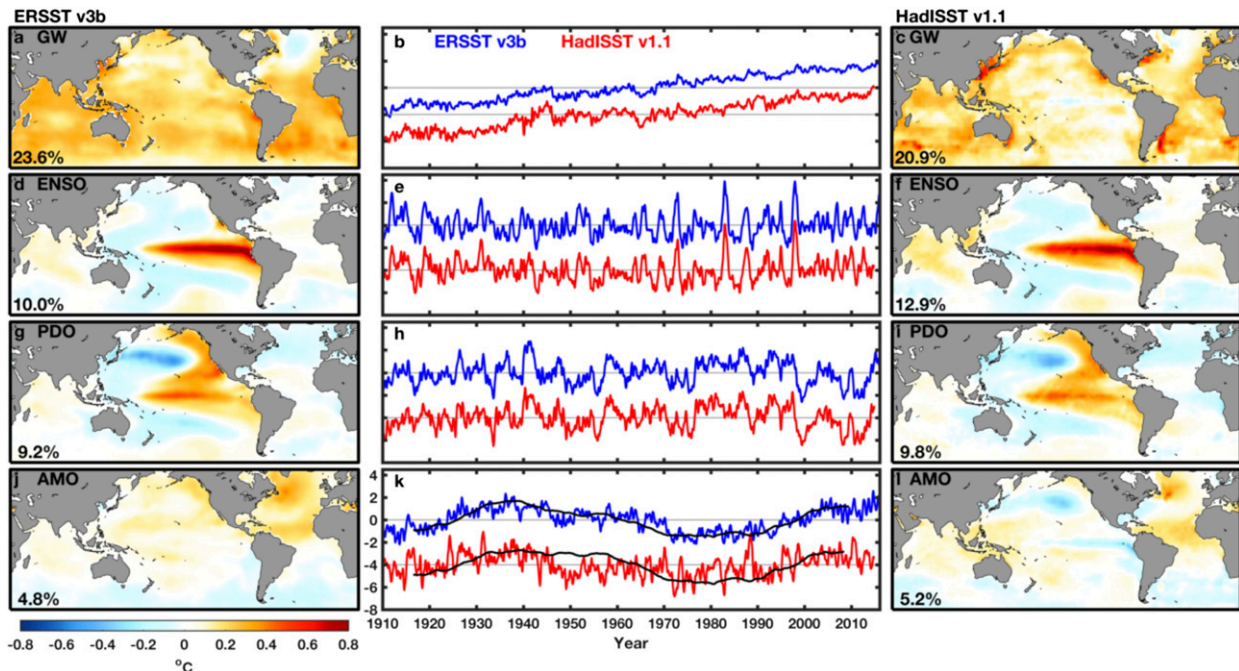 ERSST v3b
HadISST v1.1
a GW
b
ERSST v3b HadISST v1.1
c GW
23.6%
20.9%
d ENSO
e
f ENSO
10.0%
12.9%
g PDO
h
i PDO
9.2%
9.8%
j AMO
k
l AMO
4
2
0
-2
-4
-6
-8
4.8%
5.2%
1910 1920 1930 1940 1950 1960 1970 1980 1990 2000 2010
Year
-0.8 -0.6 -0.4 -0.2 0 0.2 0.4 0.6 0.8
°C